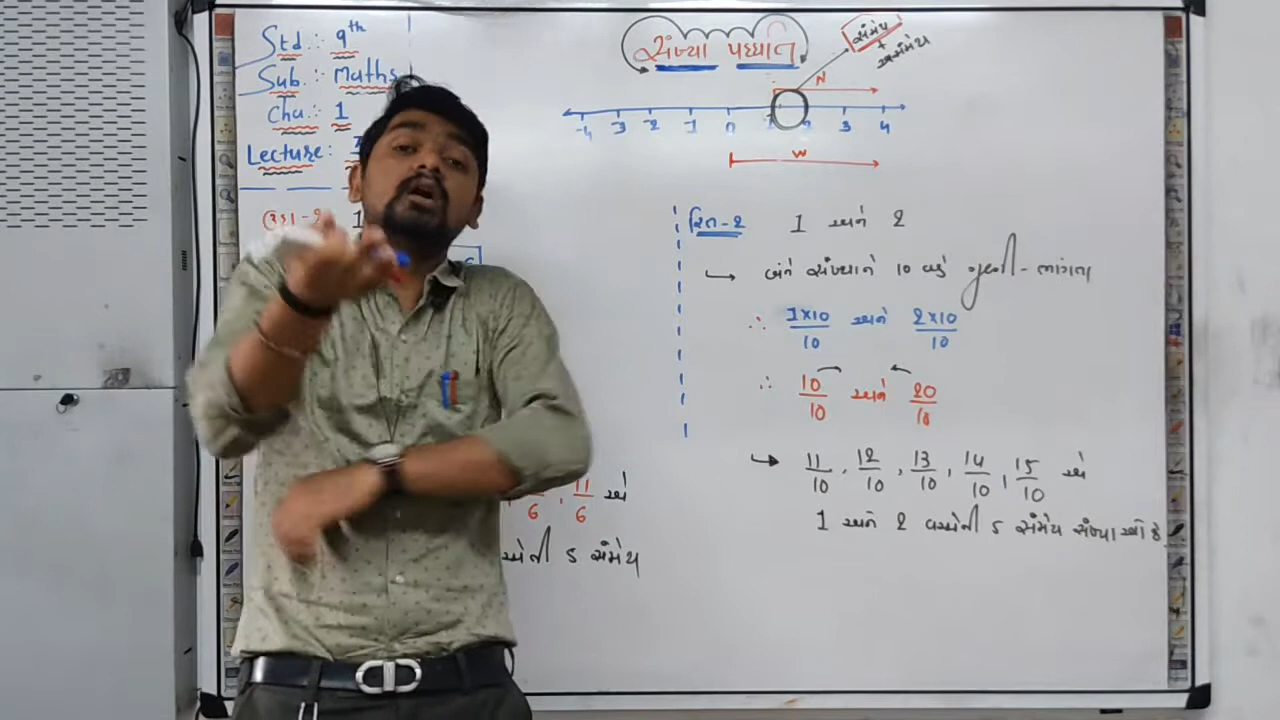 Std :- 9th
Sub. :- Maths
Cha. :- 1
Lecture :-
સંખ્યા પધ્ધતિ
સંમેય
+
અસંમેય
N
-4 -3 -2 -1 0 1 2 3 4
W
1
રિત-2 1 અને 2
બંને સંખ્યાને 10 વડે ગુણી-ભાંગતા
∴ 1×10/10 અને 2×10/10
∴ 10/10 અને 20/10
11/10, 12/10, 13/10, 14/10, 15/10 એ
1 અને 2 વચ્ચેની 5 સંમેય સંખ્યાઓ છે.
6, 11/6 એ
5 સંમેય